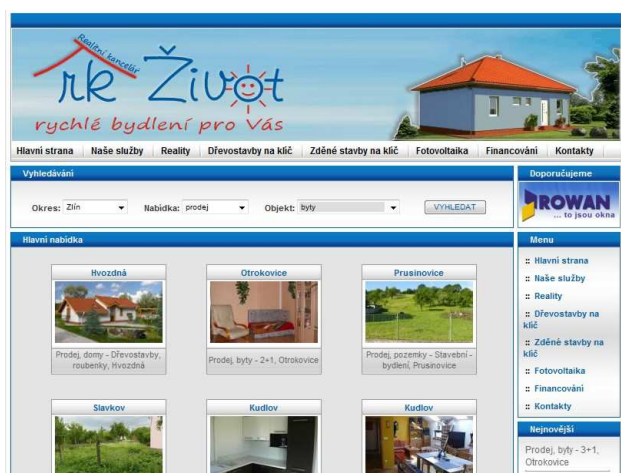 Realitní kancelář
rk Život
rychlé bydlení pro Vás
Hlavní strana Naše služby Reality Dřevostavby na klíč Zděné stavby na klíč Fotovoltaika Financování Kontakty
Vyhledávání
Okres: Zlín Nabídka: prodej Objekt: byty VYHLEDAT
Doporučujeme
ROWAN
... to jsou okna
Hlavní nabídka
Hvozdná
Prodej, domy - Dřevostavby,
roubenky, Hvozdná
Otrokovice
Prodej, byty - 2+1, Otrokovice
Prusinovice
Prodej, pozemky - Stavební -
bydlení, Prusinovice
Slavkov
Kudlov
Kudlov
Menu
:: Hlavní strana
:: Naše služby
:: Reality
:: Dřevostavby na
klíč
:: Zděné stavby na
klíč
:: Fotovoltaika
:: Financování
:: Kontakty
Nejnovější
Prodej, byty - 3+1,
Otrokovice